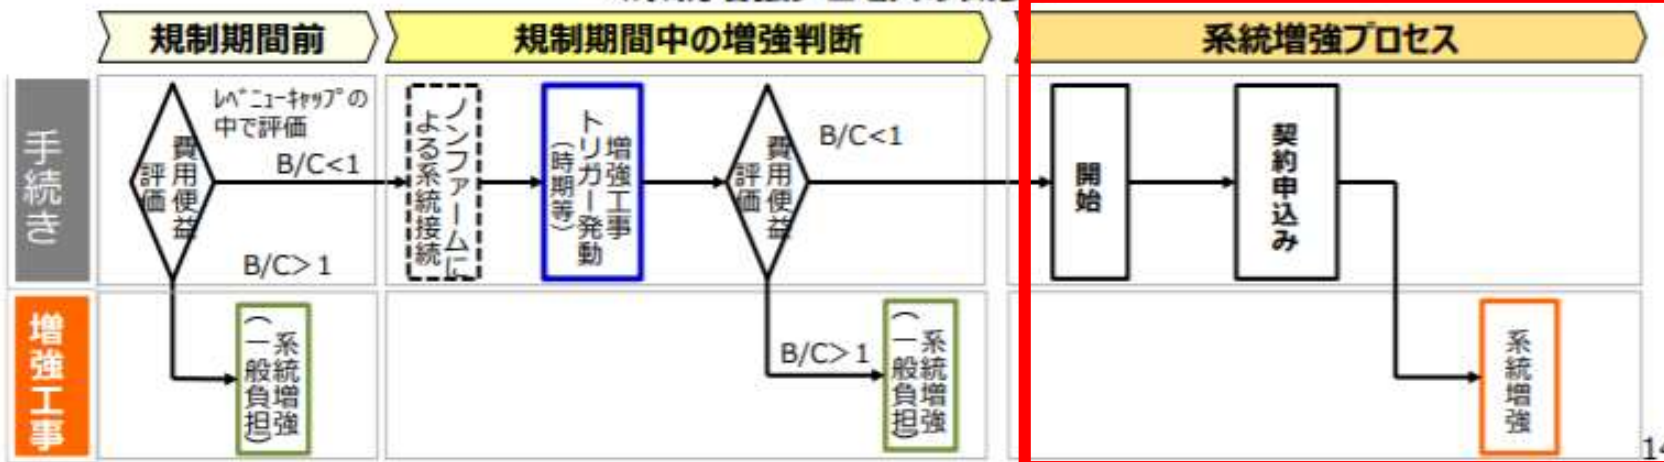 規制期間前
規制期間中の増強判断
系統増強プロセス
手続き
費用便益
評価
ﾚﾍﾞﾆｭｰｷｬｯﾌﾟの
中で評価
B/C<1
B/C>1
ノンファームに
よる系統接続
増強工事
トリガー発動
（時期等）
費用便益
評価
B/C<1
開始
契約申込み
増強工事
系統増強
（一般負担）
B/C>1
系統増強
（一般負担）
系統増強